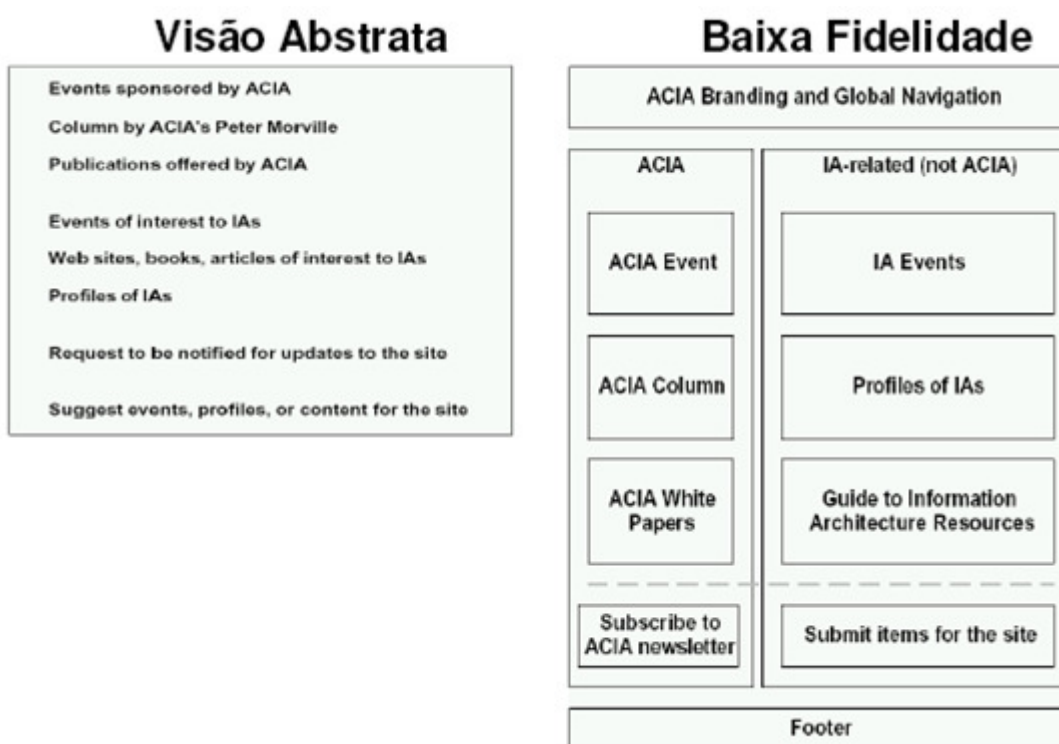 Visão Abstrata
Events sponsored by ACIA
Column by ACIA's Peter Morville
Publications offered by ACIA
Events of interest to IAs
Web sites, books, articles of interest to IAs
Profiles of IAs
Request to be notified for updates to the site
Suggest events, profiles, or content for the site
Baixa Fidelidade
ACIA Branding and Global Navigation
ACIA
ACIA Event
ACIA Column
ACIA White
Papers
Subscribe to
ACIA newsletter
IA-related (not ACIA)
IA Events
Profiles of IAs
Guide to Information
Architecture Resources
Submit items for the site
Footer